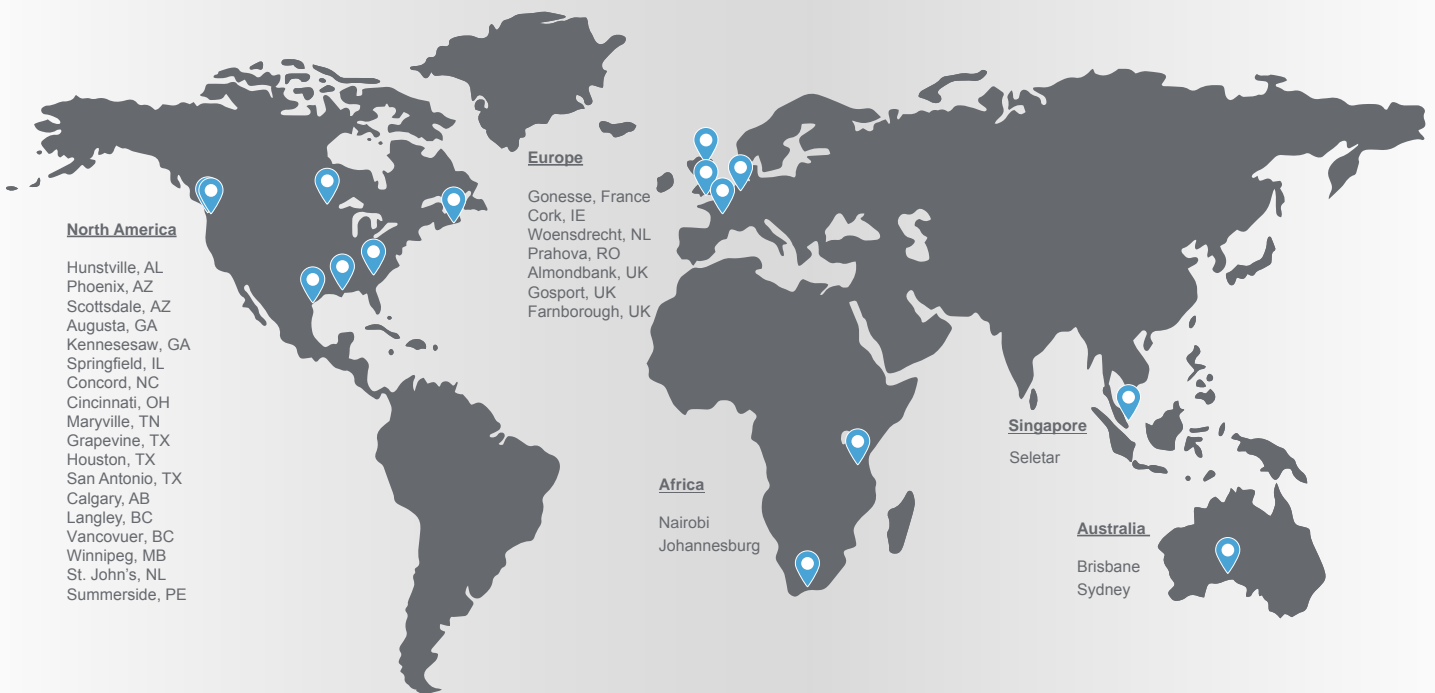 North America
Hunstville, AL
Phoenix, AZ
Scottsdale, AZ
Augusta, GA
Kennesesaw, GA
Springfield, IL
Concord, NC
Cincinnati, OH
Maryville, TN
Grapevine, TX
Houston, TX
San Antonio, TX
Calgary, AB
Langley, BC
Vancovuer, BC
Winnipeg, MB
St. John's, NL
Summerside, PE
Europe
Gonesse, France
Cork, IE
Woensdrecht, NL
Prahova, RO
Almondbank, UK
Gosport, UK
Farnborough, UK
Africa
Nairobi
Johannesburg
Singapore
Seletar
Australia
Brisbane
Sydney